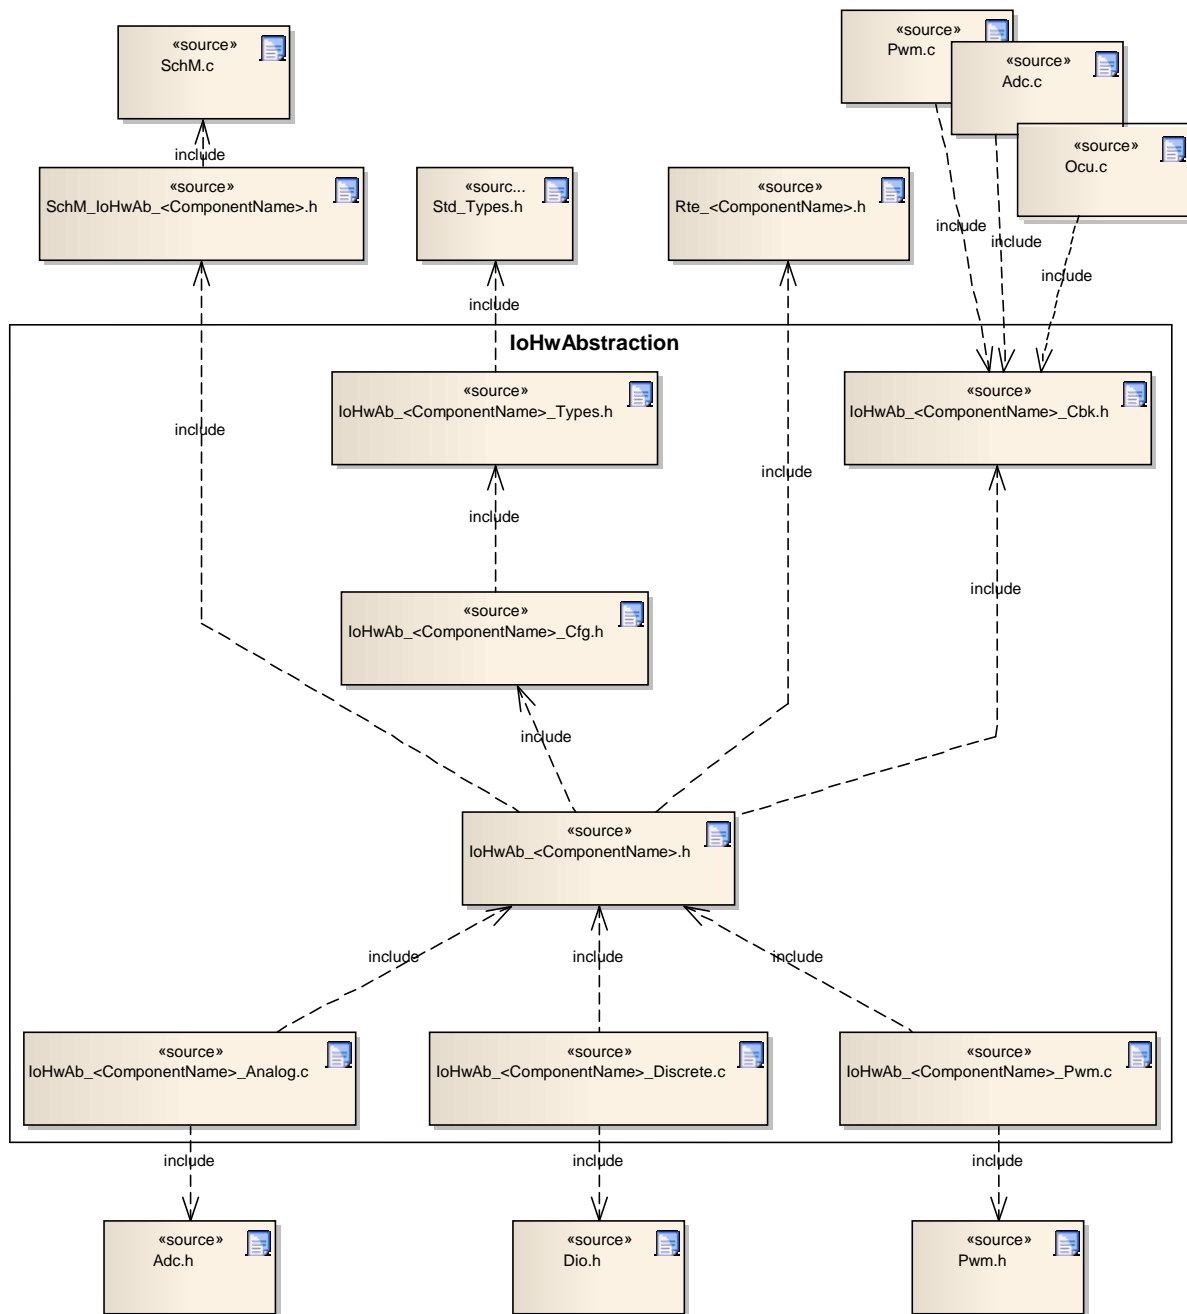 «source»
SchM.c
«source»
Pwm.c
«source»
Adc.c
«source»
Ocu.c
include
«source»
SchM_IoHwAb_<ComponentName>.h
«sourc...
Std_Types.h
«source»
Rte_<ComponentName>.h
include
include
include
include
IoHwAbstraction
«source»
IoHwAb_<ComponentName>_Types.h
«source»
IoHwAb_<ComponentName>_Cbk.h
include
include
include
include
«source»
IoHwAb_<ComponentName>_Cfg.h
include
«source»
IoHwAb_<ComponentName>.h
include
include
include
«source»
IoHwAb_<ComponentName>_Analog.c
«source»
IoHwAb_<ComponentName>_Discrete.c
«source»
IoHwAb_<ComponentName>_Pwm.c
include
include
include
«source»
Adc.h
«source»
Dio.h
«source»
Pwm.h